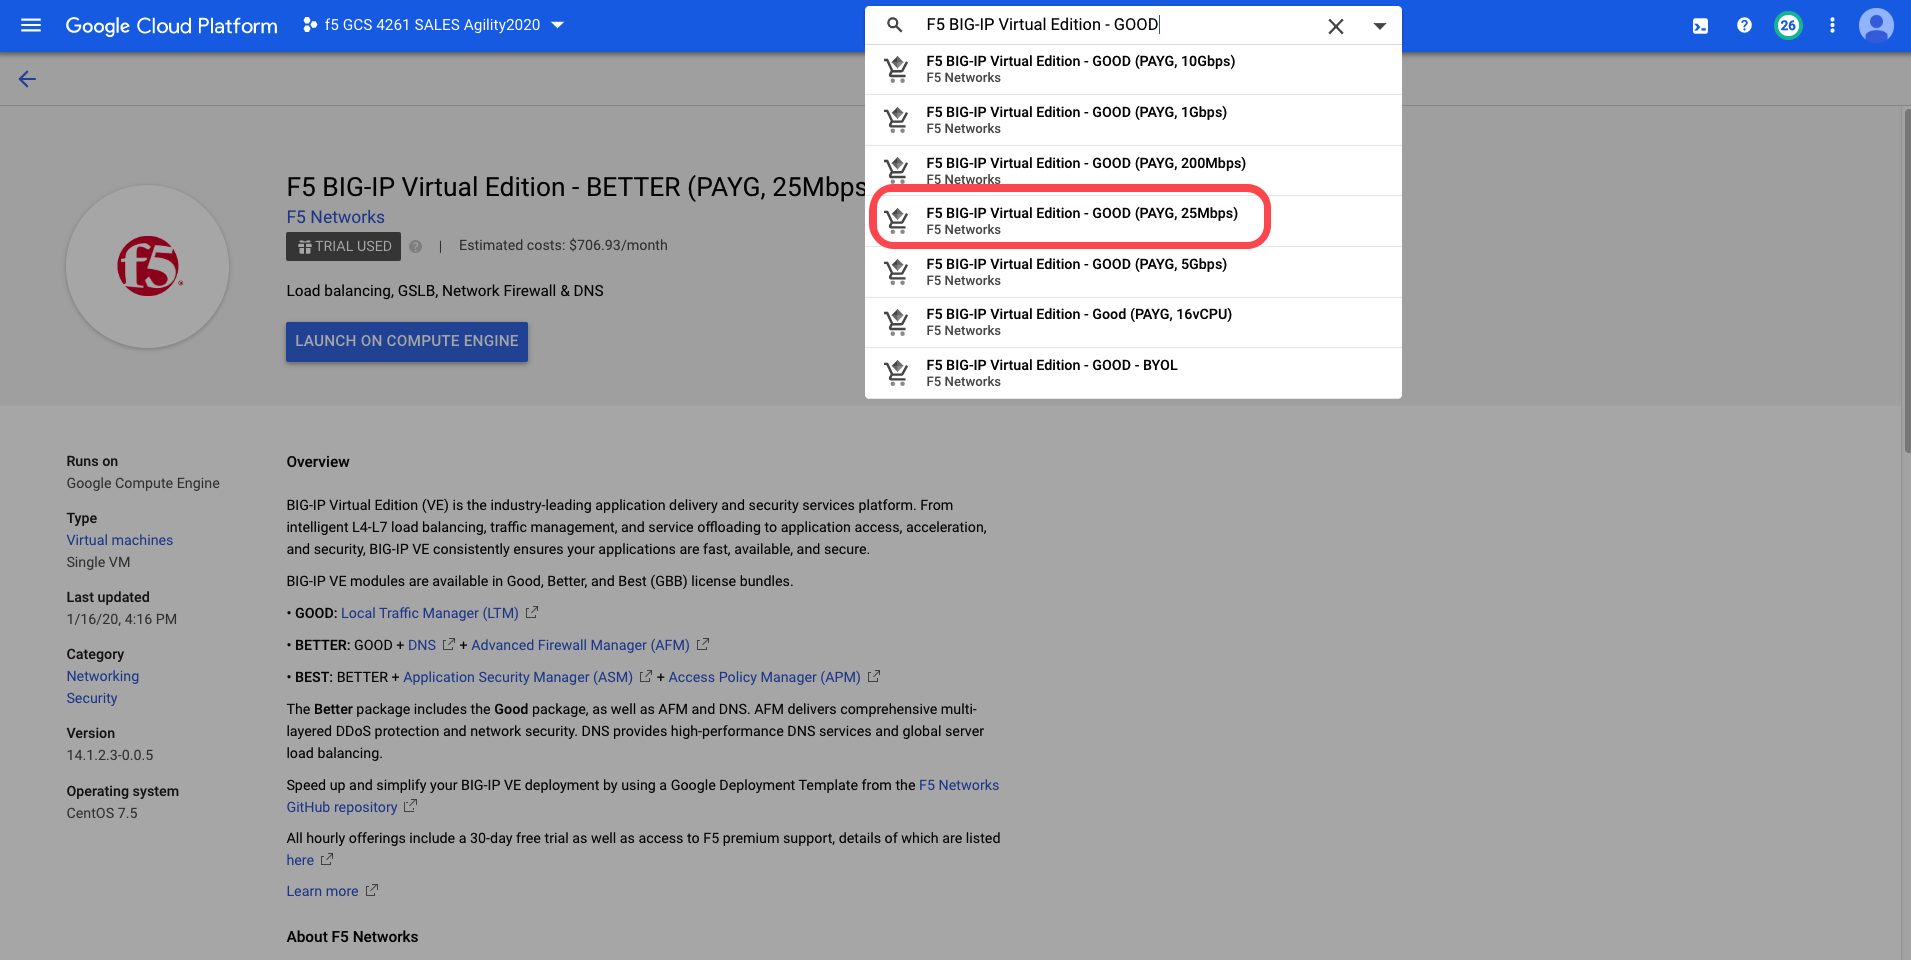 Google Cloud Platform
f5 GCS 4261 SALES Agility2020
F5 BIG-IP Virtual Edition - GOOD
26
F5 BIG-IP Virtual Edition - GOOD (PAYG, 10Gbps)
F5 Networks
F5 BIG-IP Virtual Edition - GOOD (PAYG, 1Gbps)
F5 Networks
F5 BIG-IP Virtual Edition - GOOD (PAYG, 200Mbps)
F5 Networks
F5 BIG-IP Virtual Edition - GOOD (PAYG, 25Mbps)
F5 Networks
F5 BIG-IP Virtual Edition - GOOD (PAYG, 5Gbps)
F5 Networks
F5 BIG-IP Virtual Edition - Good (PAYG, 16vCPU)
F5 Networks
F5 BIG-IP Virtual Edition - GOOD - BYOL
F5 Networks
f5
F5 BIG-IP Virtual Edition - BETTER (PAYG, 25Mbps
F5 Networks
TRIAL USED | Estimated costs: $706.93/month
Load balancing, GSLB, Network Firewall & DNS
LAUNCH ON COMPUTE ENGINE
Runs on
Google Compute Engine
Type
Virtual machines
Single VM
Last updated
1/16/20, 4:16 PM
Category
Networking
Security
Version
14.1.2.3-0.0.5
Operating system
CentOS 7.5
Overview
BIG-IP Virtual Edition (VE) is the industry-leading application delivery and security services platform. From
intelligent L4-L7 load balancing, traffic management, and service offloading to application access, acceleration,
and security, BIG-IP VE consistently ensures your applications are fast, available, and secure.
BIG-IP VE modules are available in Good, Better, and Best (GBB) license bundles.
• GOOD: Local Traffic Manager (LTM)
• BETTER: GOOD + DNS + Advanced Firewall Manager (AFM)
• BEST: BETTER + Application Security Manager (ASM) + Access Policy Manager (APM)
The Better package includes the Good package, as well as AFM and DNS. AFM delivers comprehensive multi-
layered DDoS protection and network security. DNS provides high-performance DNS services and global server
load balancing.
Speed up and simplify your BIG-IP VE deployment by using a Google Deployment Template from the F5 Networks
GitHub repository
All hourly offerings include a 30-day free trial as well as access to F5 premium support, details of which are listed
here
Learn more
About F5 Networks